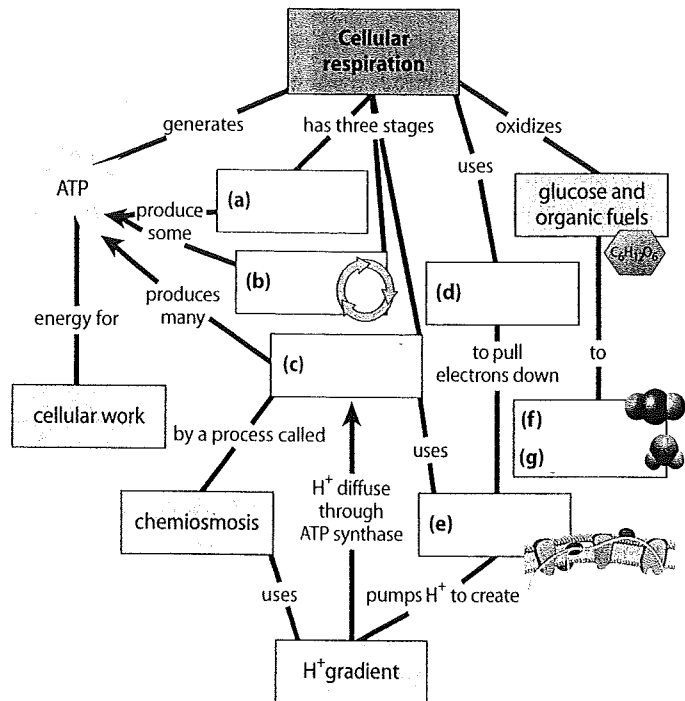 Cellular
respiration
generates
has three stages
oxidizes
uses
ATP
(a)
glucose and
organic fuels
produce
some
C₆H₁₂O₆
(b)
(d)
produces
many
energy for
(c)
to pull
electrons down
to
cellular work
(f)
by a process called
uses
(g)
H⁺ diffuse
through
ATP synthase
chemiosmosis
(e)
uses
pumps H⁺ to create
H⁺gradient